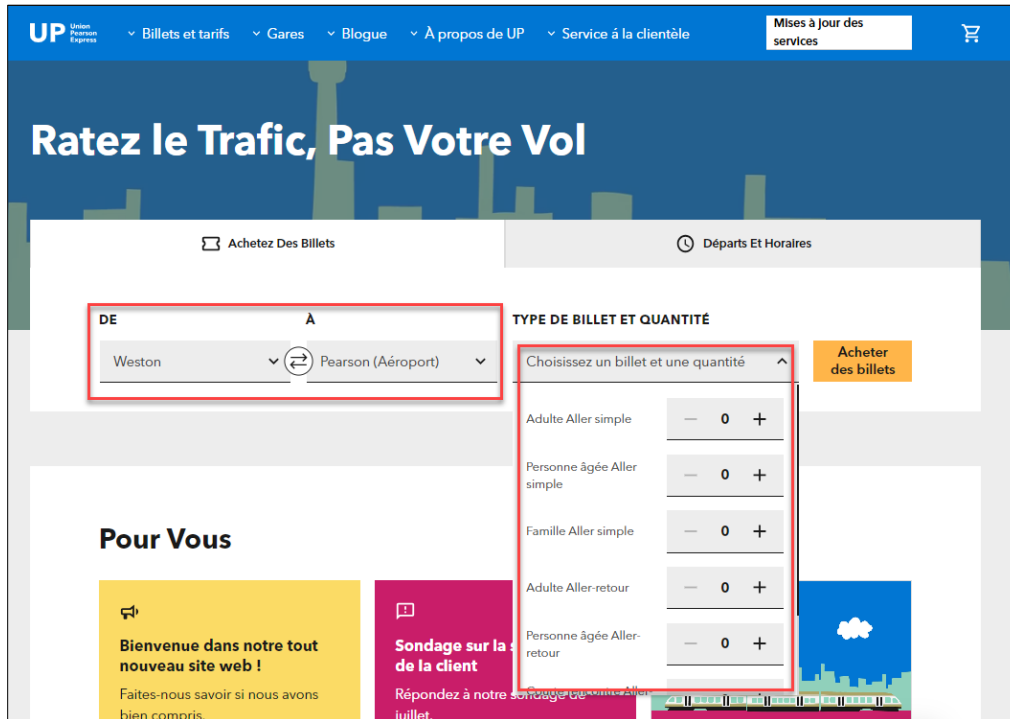 UP Union
Pearson
Express
Billets et tarifs
Gares
Blogue
À propos de UP
Service á la clientèle
Mises à jour des
services
Ratez le Trafic, Pas Votre Vol
Achetez Des Billets
Départs Et Horaires
DE
À
TYPE DE BILLET ET QUANTITÉ
Weston
Pearson (Aéroport)
Choisissez un billet et une quantité
Acheter
des billets
Adulte Aller simple
− 0 +
Personne âgée Aller
simple
− 0 +
Famille Aller simple
− 0 +
Adulte Aller-retour
− 0 +
Personne âgée Aller-
retour
− 0 +
Pour Vous
Bienvenue dans notre tout
nouveau site web !
Faites-nous savoir si nous avons
bien compris.
Sondage sur la
de la client
Répondez à notre sondage de
juillet.